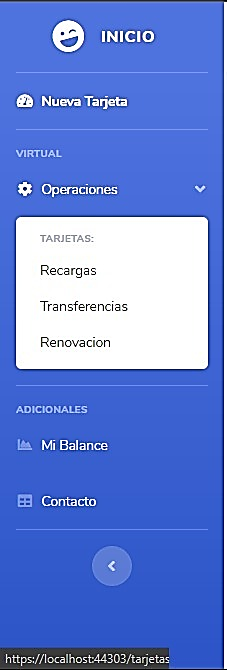 INICIO
Nueva Tarjeta
VIRTUAL
Operaciones
TARJETAS:
Recargas
Transferencias
Renovacion
ADICIONALES
Mi Balance
Contacto
https://localhost:44303/tarjetas